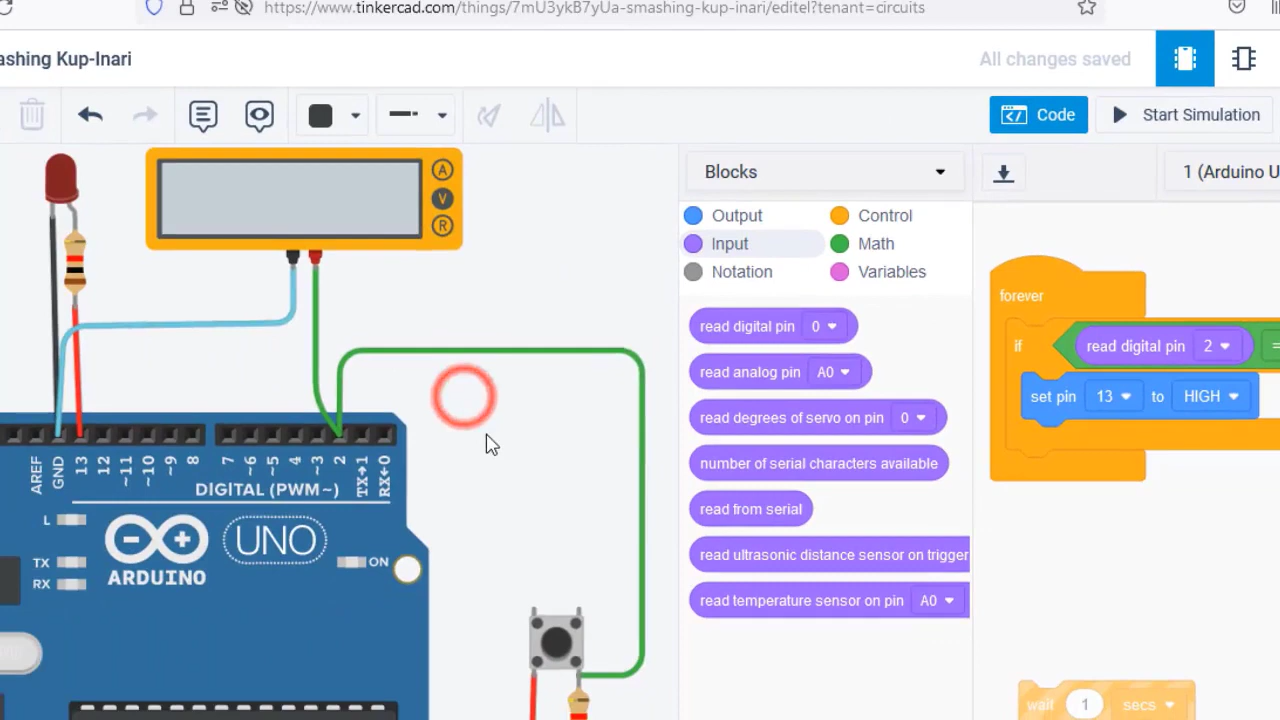 https://www.tinkercad.com/things/7mU3ykB7yUa-smashing-kup-inari/editel?tenant=circuits
ashing Kup-Inari
All changes saved
Code
Start Simulation
A
V
R
Blocks
1 (Arduino U
Output
Control
Input
Math
Notation
Variables
read digital pin 0
read analog pin A0
read degrees of servo on pin 0
number of serial characters available
read from serial
read ultrasonic distance sensor on trigger
read temperature sensor on pin A0
forever
if read digital pin 2 =
set pin 13 to HIGH
wait 1 secs
AREF GND 13 12 ~11 ~10 ~9 8 7 ~6 ~5 4 ~3 2 TX→1 RX←0
DIGITAL (PWM~)
L
TX
RX
UNO
ARDUINO
ON